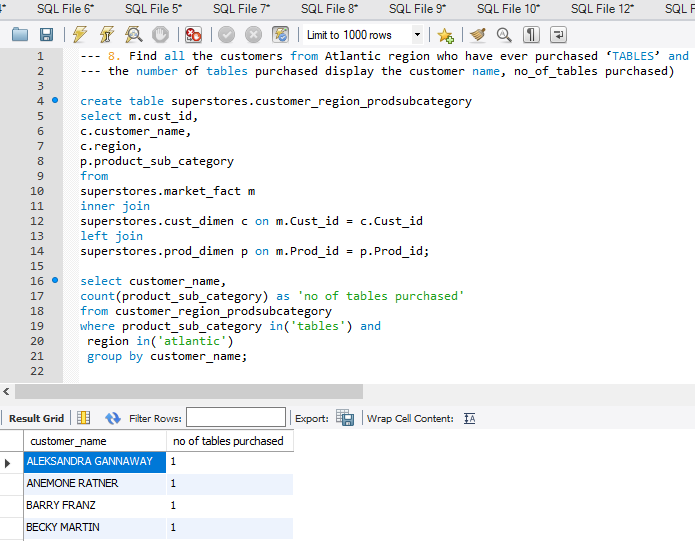 SQL File 6*  SQL File 5*  SQL File 7*  SQL File 8*  SQL File 9*  SQL File 10*  SQL File 12*  SQL F
Limit to 1000 rows
1 --- 8. Find all the customers from Atlantic region who have ever purchased ‘TABLES’ and
2 --- the number of tables purchased display the customer name, no_of_tables purchased)
3
4 create table superstores.customer_region_prodsubcategory
5 select m.cust_id,
6 c.customer_name,
7 c.region,
8 p.product_sub_category
9 from
10 superstores.market_fact m
11 inner join
12 superstores.cust_dimen c on m.Cust_id = c.Cust_id
13 left join
14 superstores.prod_dimen p on m.Prod_id = p.Prod_id;
15
16 select customer_name,
17 count(product_sub_category) as 'no of tables purchased'
18 from customer_region_prodsubcategory
19 where product_sub_category in('tables') and
20 region in('atlantic')
21 group by customer_name;
22
Result Grid Filter Rows: Export: Wrap Cell Content:
customer_name no of tables purchased
ALEKSANDRA GANNAWAY 1
ANEMONE RATNER 1
BARRY FRANZ 1
BECKY MARTIN 1